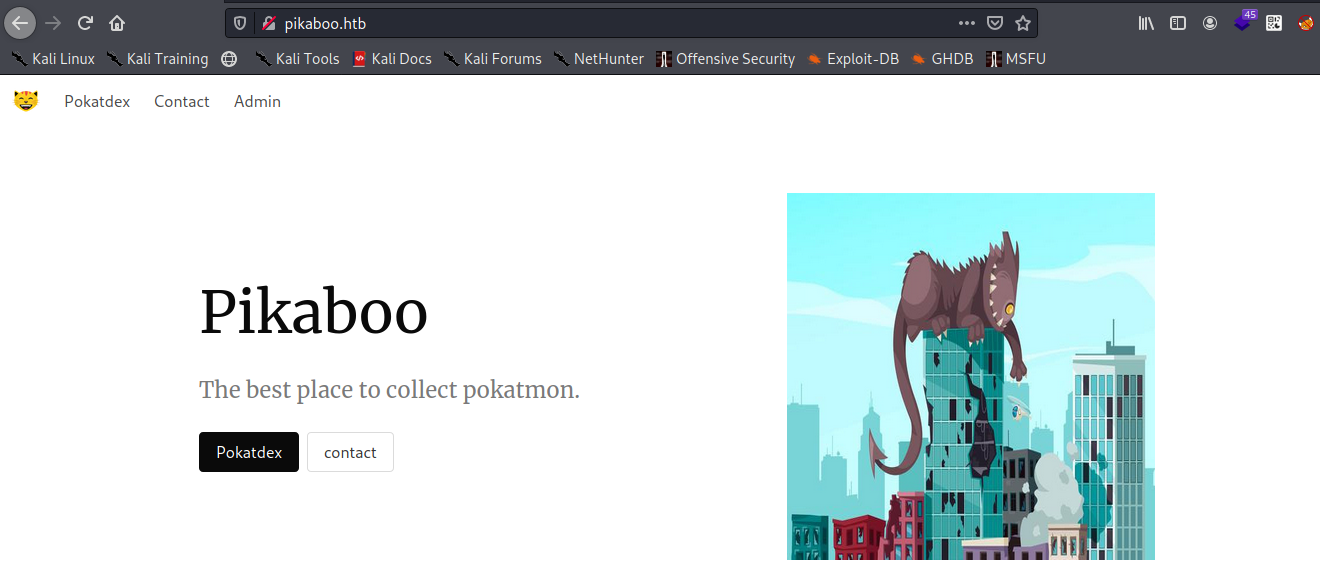 pikaboo.htb
45
Kali Linux Kali Training Kali Tools Kali Docs Kali Forums NetHunter Offensive Security Exploit-DB GHDB MSFU
Pokatdex Contact Admin
Pikaboo
The best place to collect pokatmon.
Pokatdex contact